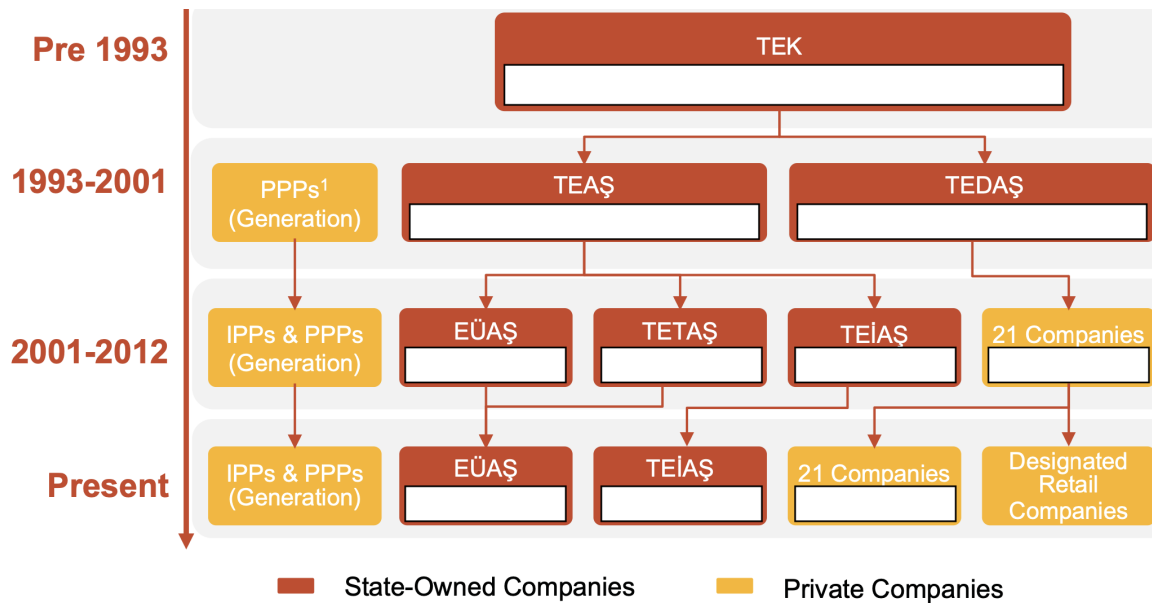 Pre 1993
TEK
1993-2001
PPPs¹
(Generation)
TEAŞ
TEDAŞ
2001-2012
IPPs & PPPs
(Generation)
EÜAŞ
TETAŞ
TEİAŞ
21 Companies
Present
IPPs & PPPs
(Generation)
EÜAŞ
TEİAŞ
21 Companies
Designated
Retail
Companies
State-Owned Companies
Private Companies